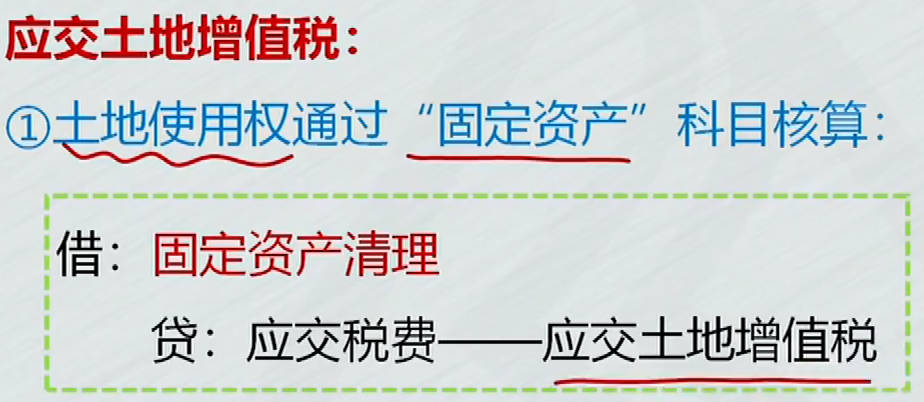 应交土地增值税：
①土地使用权通过“固定资产”科目核算：
借：固定资产清理
贷：应交税费——应交土地增值税